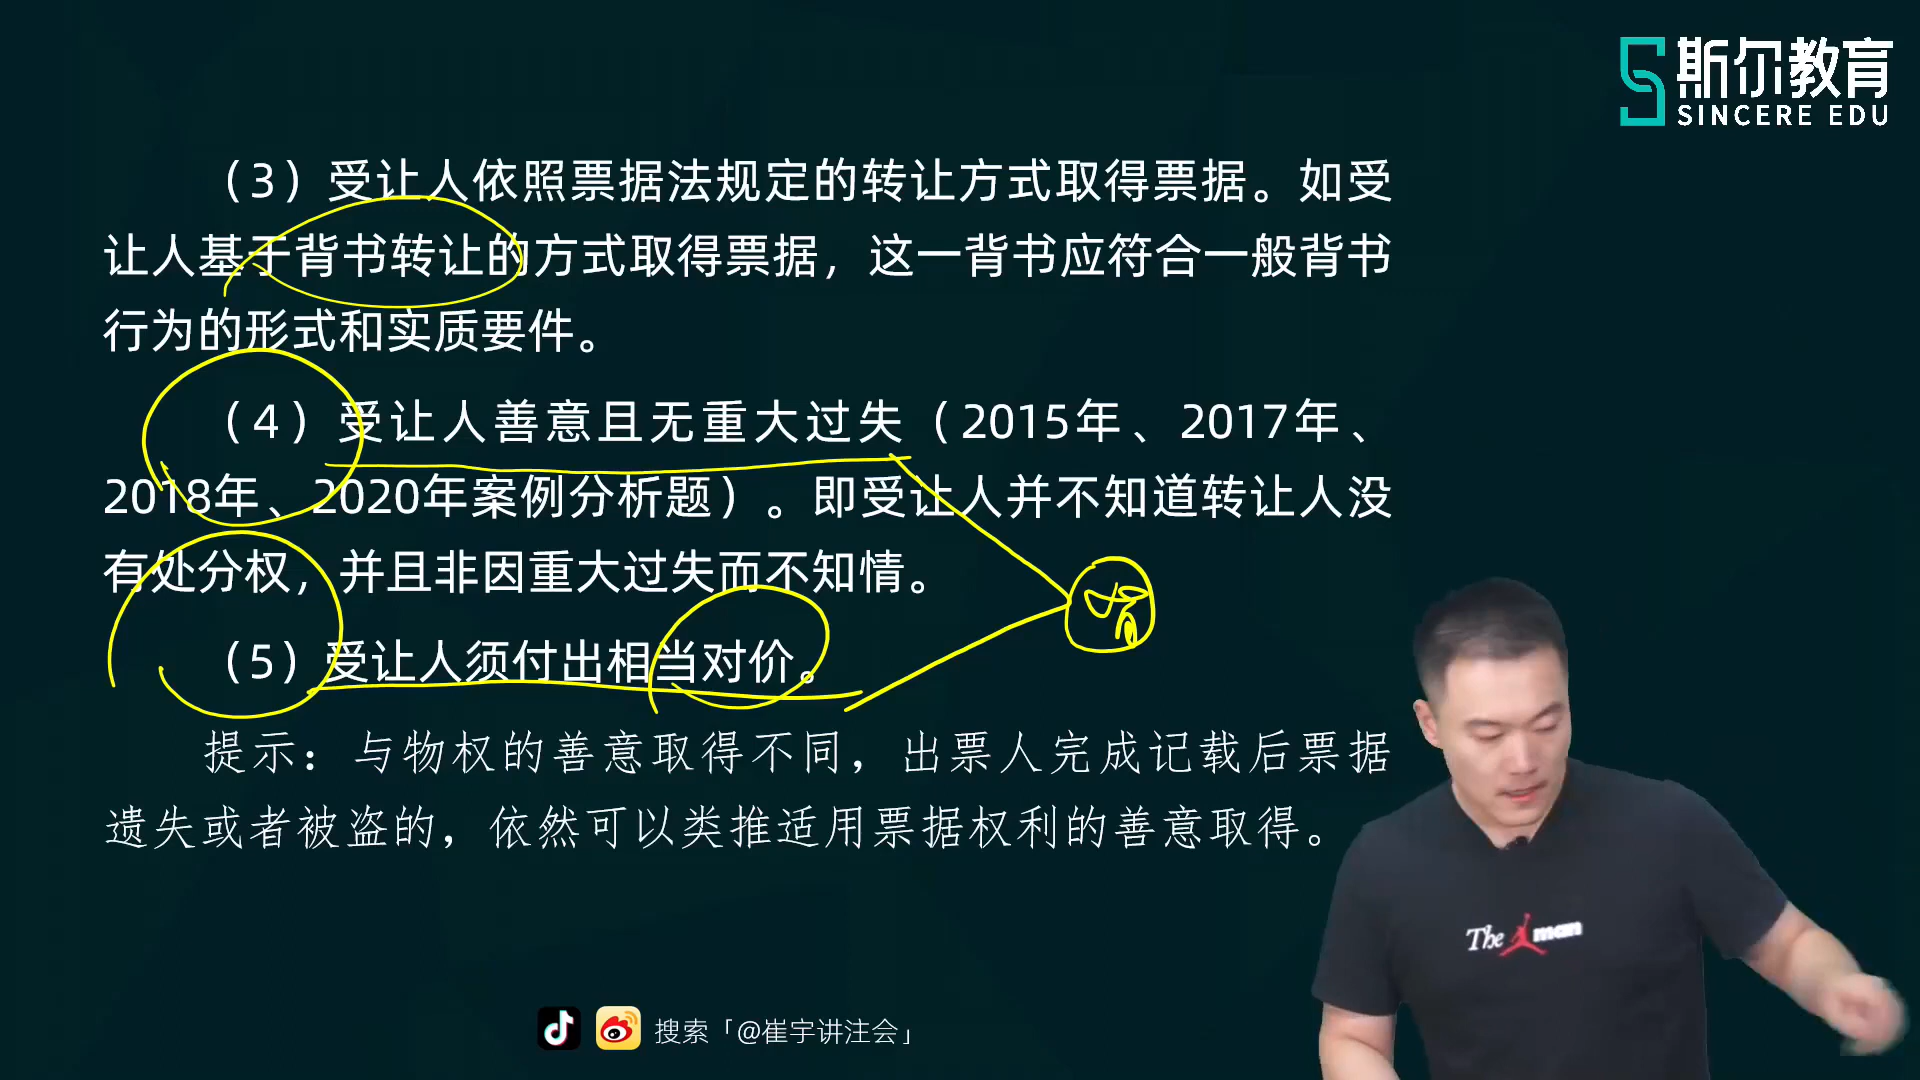 斯尔教育
SINCERE EDU
（3）受让人依照票据法规定的转让方式取得票据。如受
让人基于背书转让的方式取得票据，这一背书应符合一般背书
行为的形式和实质要件。
（4）受让人善意且无重大过失（2015年、2017年、
2018年、2020年案例分析题）。即受让人并不知道转让人没
有处分权，并且非因重大过失而不知情。
（5）受让人须付出相当对价。
提示：与物权的善意取得不同，出票人完成记载后票据
遗失或者被盗的，依然可以类推适用票据权利的善意取得。
The man
搜索「@崔宇讲注会」